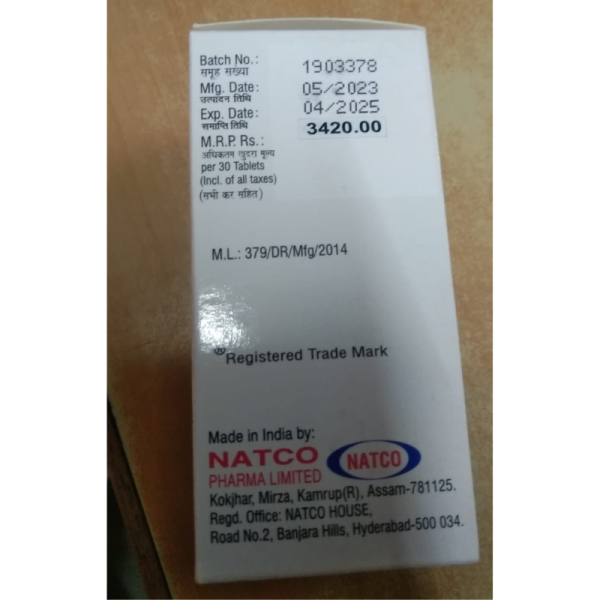 Batch No.: 1903378
समूह संख्या
Mfg. Date: 05/2023
उत्पादन तिथि
Exp. Date: 04/2025
समाप्ति तिथि
M.R.P. Rs.: 3420.00
अधिकतम खुदरा मूल्य
per 30 Tablets
(Incl. of all taxes)
(सभी कर सहित)
M.L.: 379/DR/Mfg/2014
®Registered Trade Mark
Made in India by:
NATCO NATCO
PHARMA LIMITED
Kokjhar, Mirza, Kamrup(R), Assam-781125.
Regd. Office: NATCO HOUSE,
Road No.2, Banjara Hills, Hyderabad-500 034.